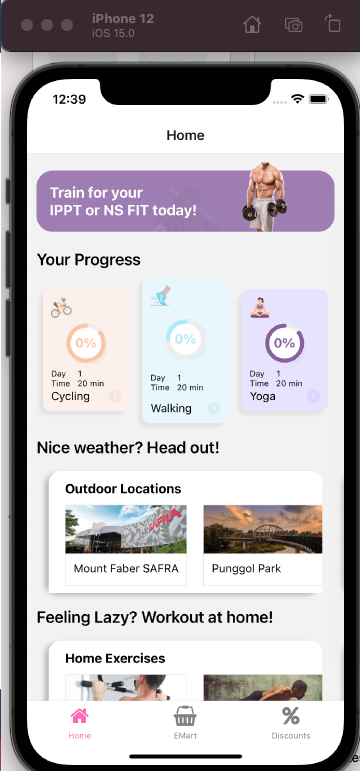 iPhone 12
iOS 15.0
12:39
Home
Train for your
IPPT or NS FIT today!
Your Progress
0%
Day 1
Time 20 min
Cycling
0%
Day 1
Time 20 min
Walking
0%
Day 1
Time 20 min
Yoga
Nice weather? Head out!
Outdoor Locations
SAFRA
Mount Faber SAFRA
Punggol Park
Feeling Lazy? Workout at home!
Home Exercises
Home
EMart
Discounts